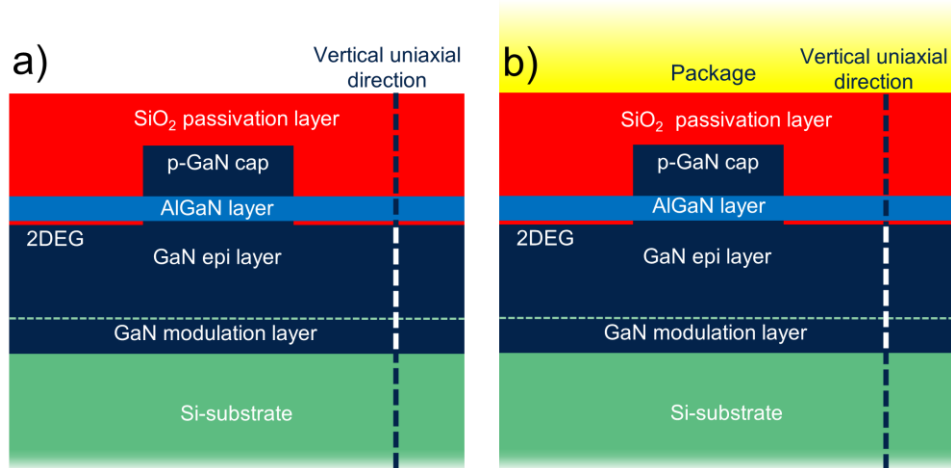 a)
Vertical uniaxial
direction
SiO₂ passivation layer
p-GaN cap
AlGaN layer
2DEG
GaN epi layer
GaN modulation layer
Si-substrate
b)
Package
Vertical uniaxial
direction
SiO₂ passivation layer
p-GaN cap
AlGaN layer
2DEG
GaN epi layer
GaN modulation layer
Si-substrate